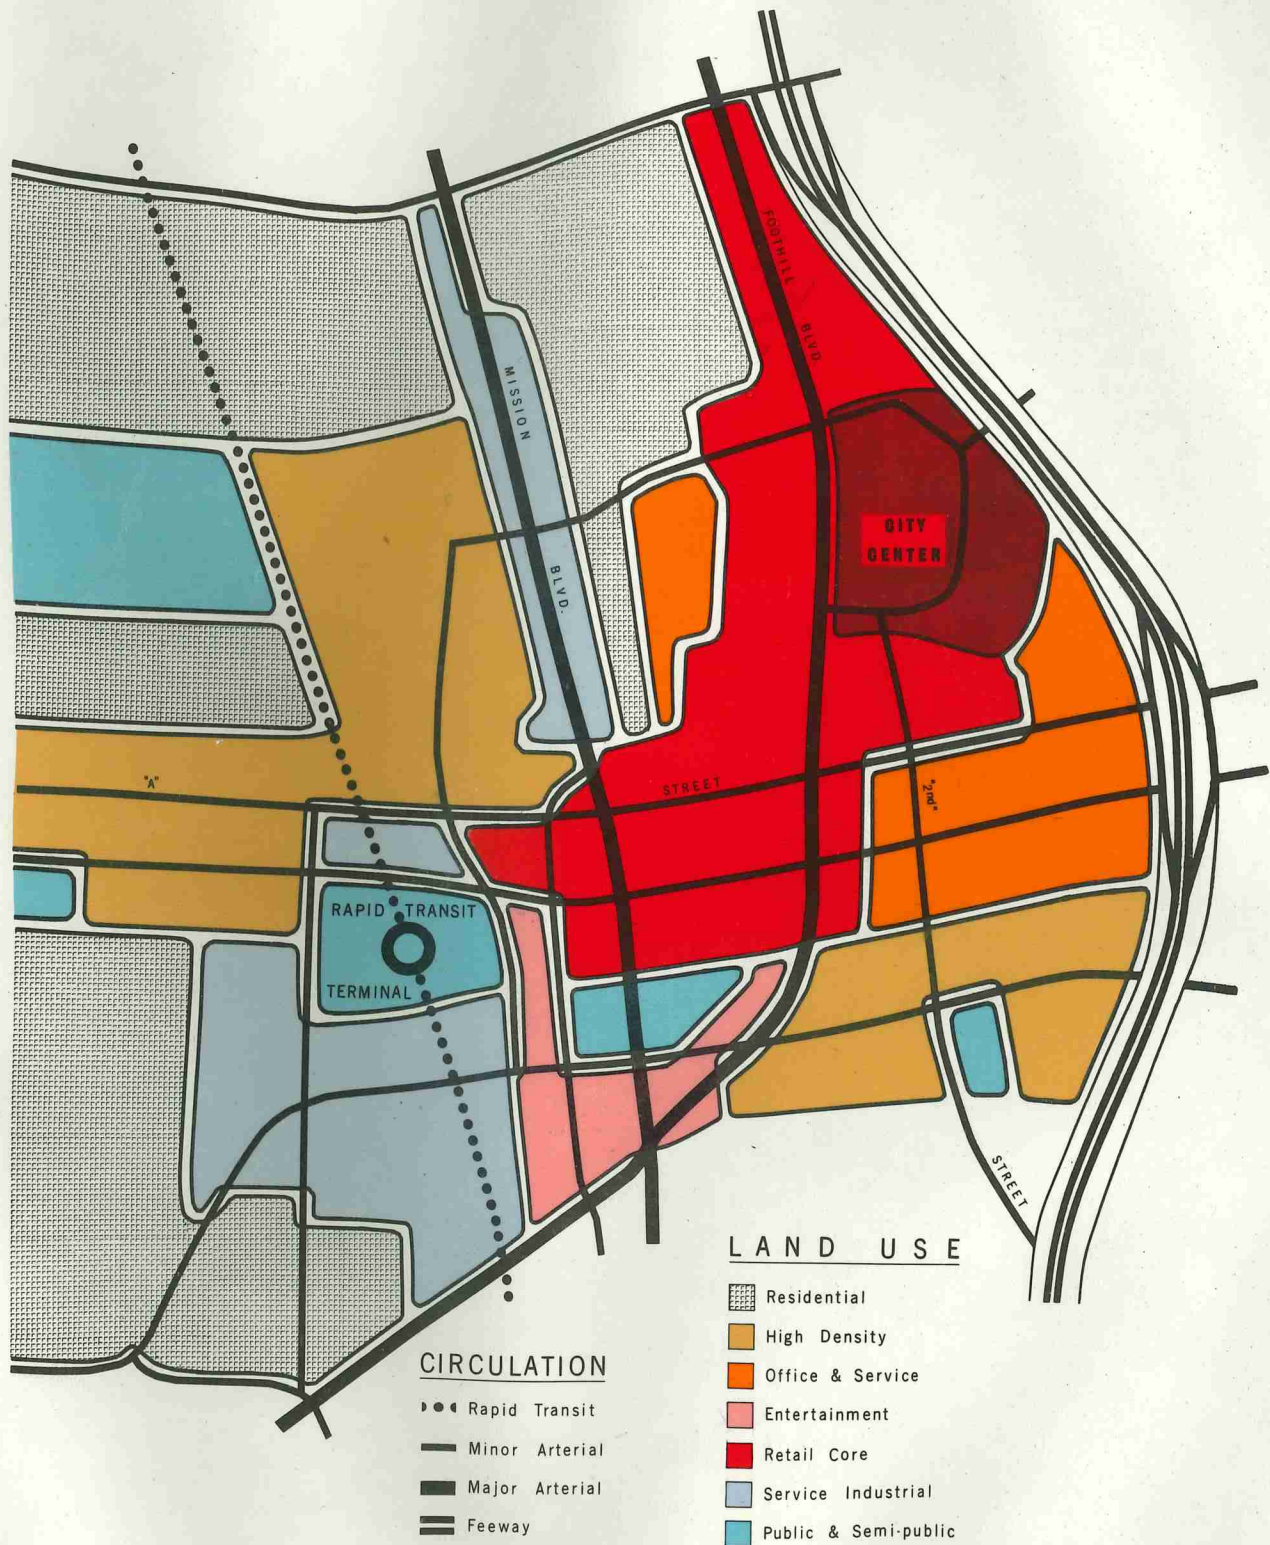 FOOTHILL BLVD.
MISSION BLVD.
CITY
CENTER
"A" STREET
"2nd" STREET
RAPID TRANSIT
TERMINAL
LAND USE
Residential
High Density
Office & Service
Entertainment
Retail Core
Service Industrial
Public & Semi-public
CIRCULATION
Rapid Transit
Minor Arterial
Major Arterial
Feeway